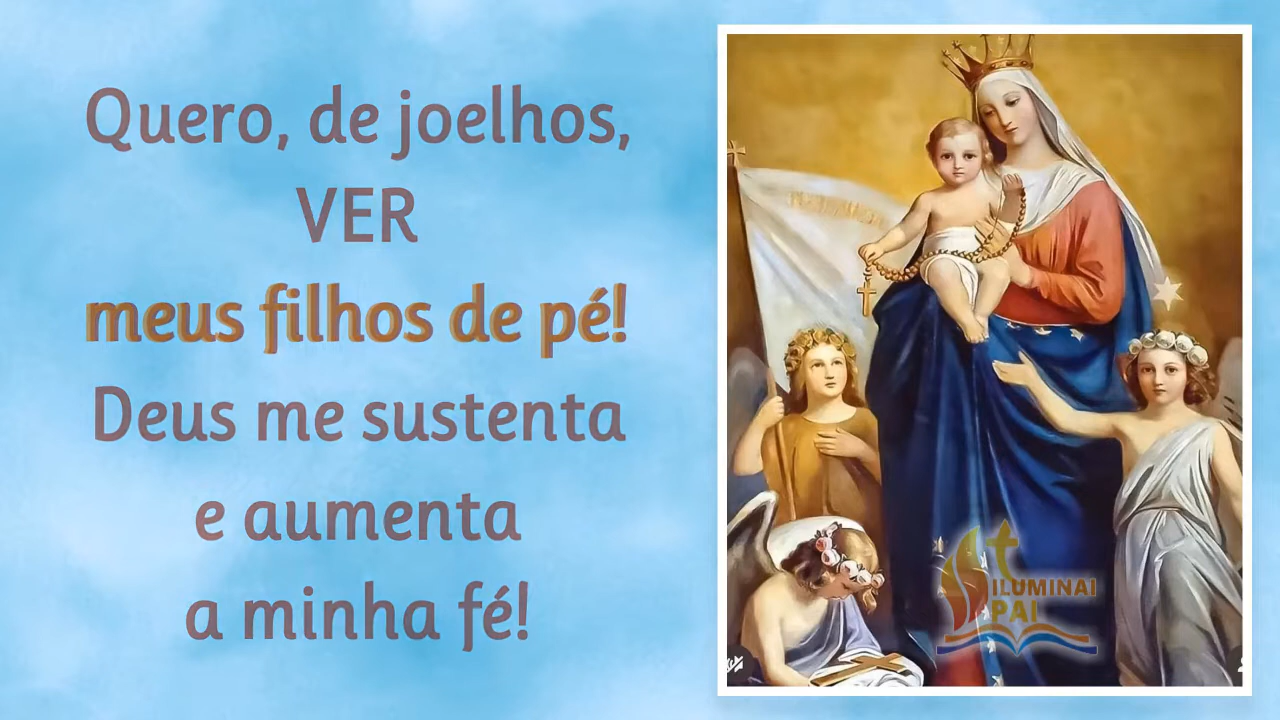 Quero, de joelhos,
VER
meus filhos de pé!
Deus me sustenta
e aumenta
a minha fé!
ILUMINAI
PAI